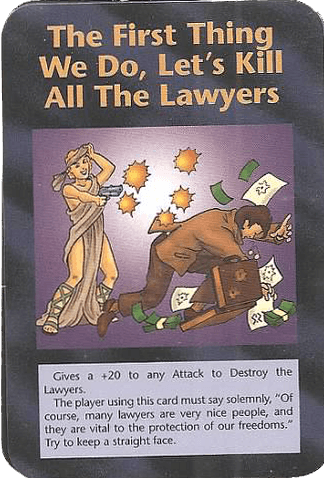 The First Thing
We Do, Let's Kill
All The Lawyers
Gives a +20 to any Attack to Destroy the
Lawyers.
The player using this card must say solemnly, "Of
course, many lawyers are very nice people, and
they are vital to the protection of our freedoms."
Try to keep a straight face.